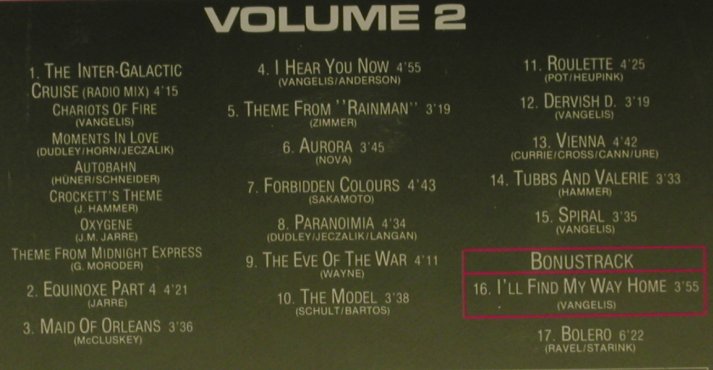 VOLUME 2
1. THE INTER-GALACTIC
CRUISE (RADIO MIX) 4'15
CHARIOTS OF FIRE
(VANGELIS)
MOMENTS IN LOVE
(DUDLEY/HORN/JECZALIK)
AUTOBAHN
(HÜNER/SCHNEIDER)
CROCKETT'S THEME
(J. HAMMER)
OXYGENE
(J.M. JARRE)
THEME FROM MIDNIGHT EXPRESS
(G. MORODER)
2. EQUINOXE PART 4 4'21
(JARRE)
3. MAID OF ORLEANS 3'36
(McCLUSKEY)
4. I HEAR YOU NOW 4'55
(VANGELIS/ANDERSON)
5. THEME FROM ''RAINMAN'' 3'19
(ZIMMER)
6. AURORA 3'45
(NOVA)
7. FORBIDDEN COLOURS 4'43
(SAKAMOTO)
8. PARANOIMIA 4'34
(DUDLEY/JECZALIK/LANGAN)
9. THE EVE OF THE WAR 4'11
(WAYNE)
10. THE MODEL 3'38
(SCHULT/BARTOS)
11. ROULETTE 4'25
(POT/HEUPINK)
12. DERVISH D. 3'19
(VANGELIS)
13. VIENNA 4'42
(CURRIE/CROSS/CANN/URE)
14. TUBBS AND VALERIE 3'33
(HAMMER)
15. SPIRAL 3'35
(VANGELIS)
BONUSTRACK
16. I'LL FIND MY WAY HOME 3'55
(VANGELIS)
17. BOLERO 6'22
(RAVEL/STARINK)